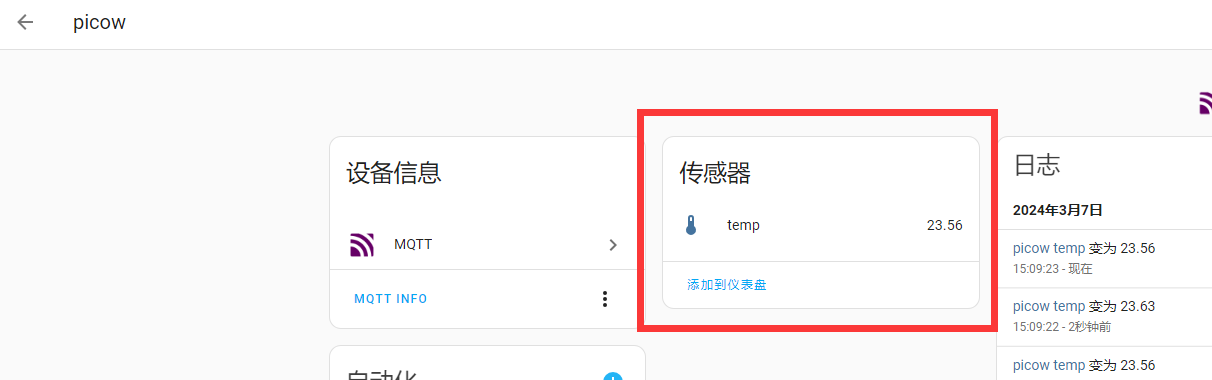 picow
设备信息
MQTT
MQTT INFO
自动化
传感器
temp 23.56
添加到仪表盘
日志
2024年3月7日
picow temp 变为 23.56
15:09:23 - 现在
picow temp 变为 23.63
15:09:22 - 2秒钟前
picow temp 变为 23.56